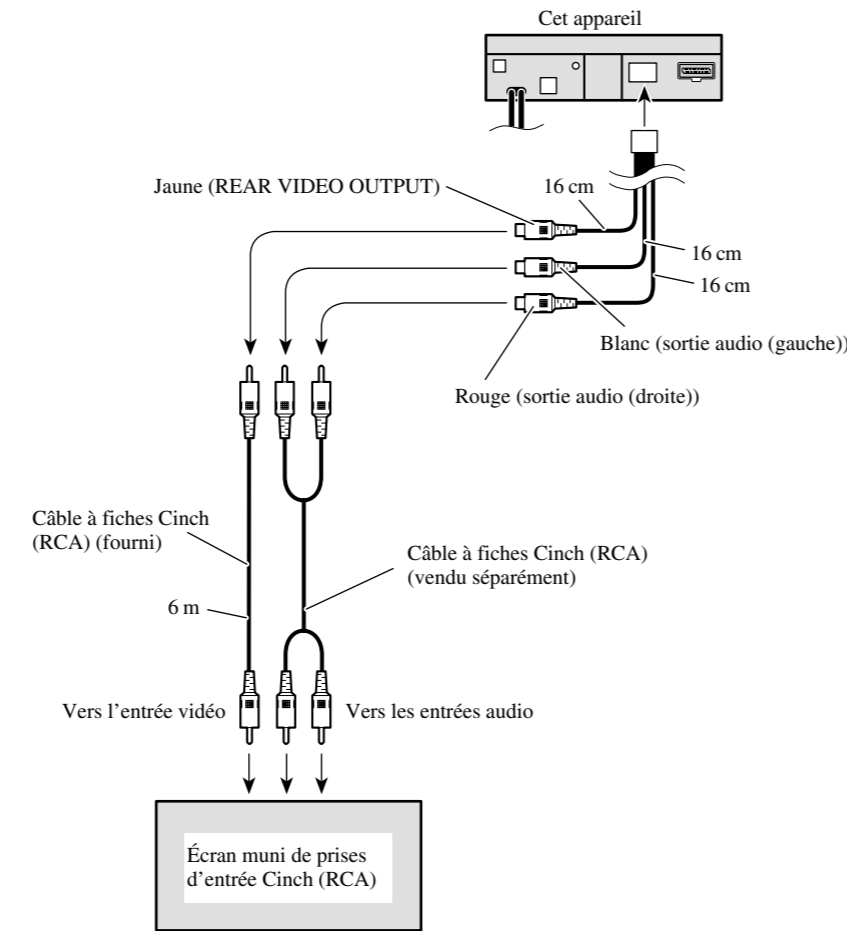 Cet appareil
Jaune (REAR VIDEO OUTPUT)
16 cm
16 cm
16 cm
Blanc (sortie audio (gauche))
Rouge (sortie audio (droite))
Câble à fiches Cinch
(RCA) (fourni)
Câble à fiches Cinch (RCA)
(vendu séparément)
6 m
Vers l’entrée vidéo
Vers les entrées audio
Écran muni de prises
d’entrée Cinch (RCA)